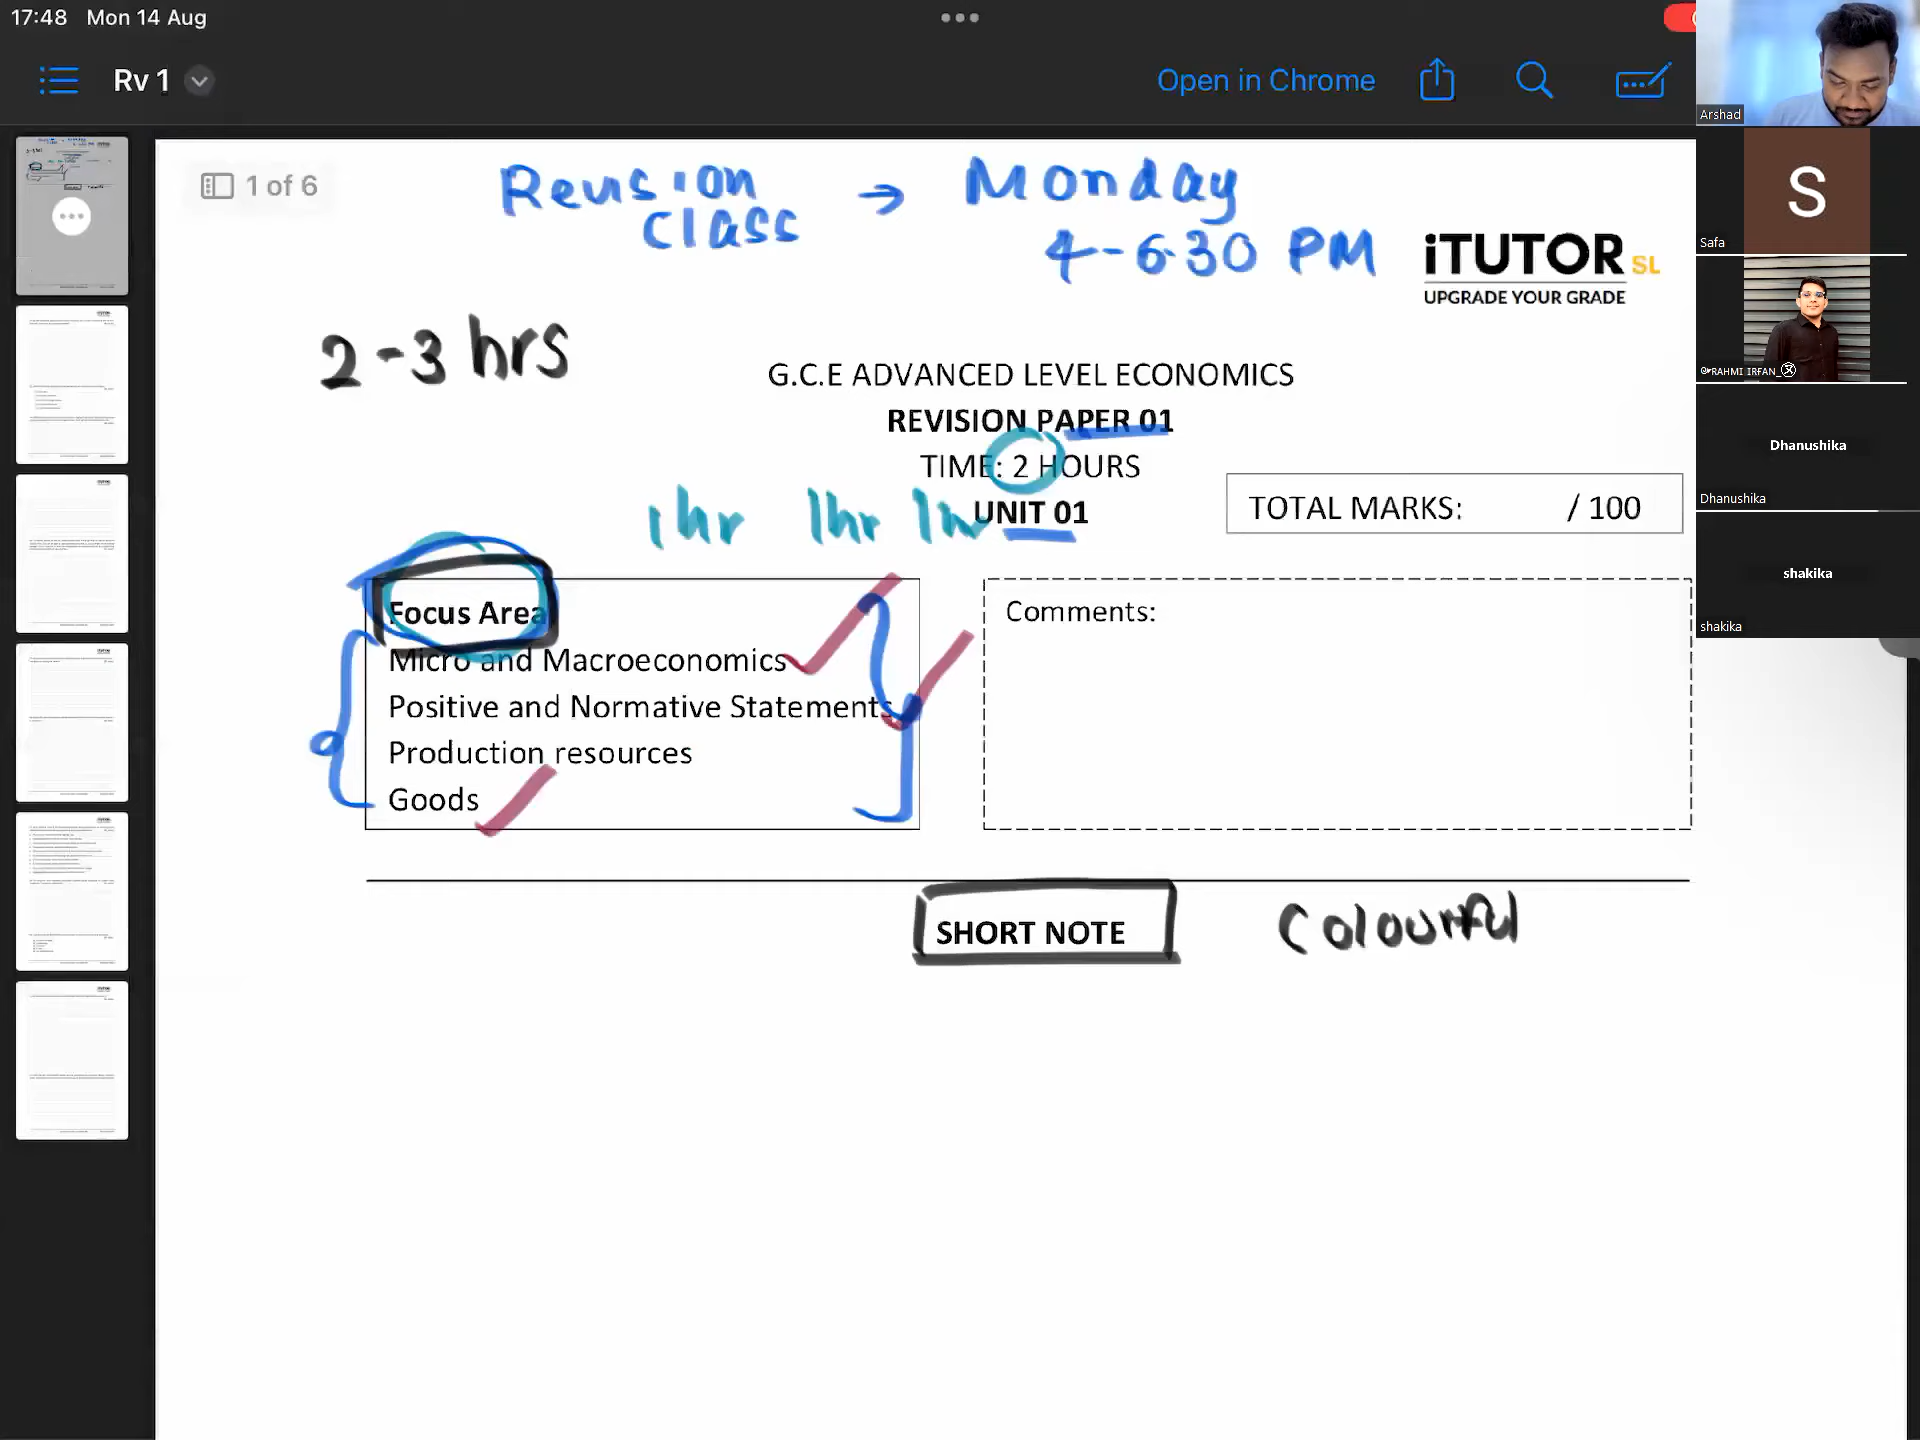 17:48 Mon 14 Aug
Rv 1
Open in Chrome
1 of 6
Revision class → Monday
4-6.30 PM
iTUTOR SL
UPGRADE YOUR GRADE
2-3 hrs
G.C.E ADVANCED LEVEL ECONOMICS
REVISION PAPER 01
TIME: 2 HOURS
1hr 1hr 1hr
UNIT 01
TOTAL MARKS: / 100
Focus Area
Micro and Macroeconomics
Positive and Normative Statements
Production resources
Goods
Comments:
SHORT NOTE
Colourful
Arshad
S
Safa
RAHMI IRFAN_
Dhanushika
Dhanushika
shakika
shakika